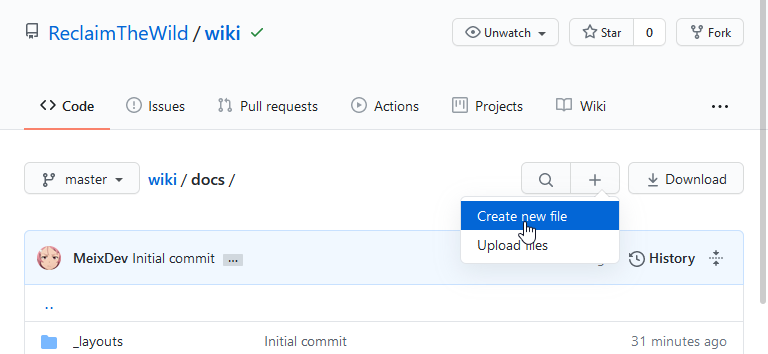 ReclaimTheWild / wiki
Unwatch Star 0 Fork
Code Issues Pull requests Actions Projects Wiki ...
master wiki / docs / Download
Create new file
Upload files
MeixDev Initial commit ... History
..
_layouts Initial commit 31 minutes ago